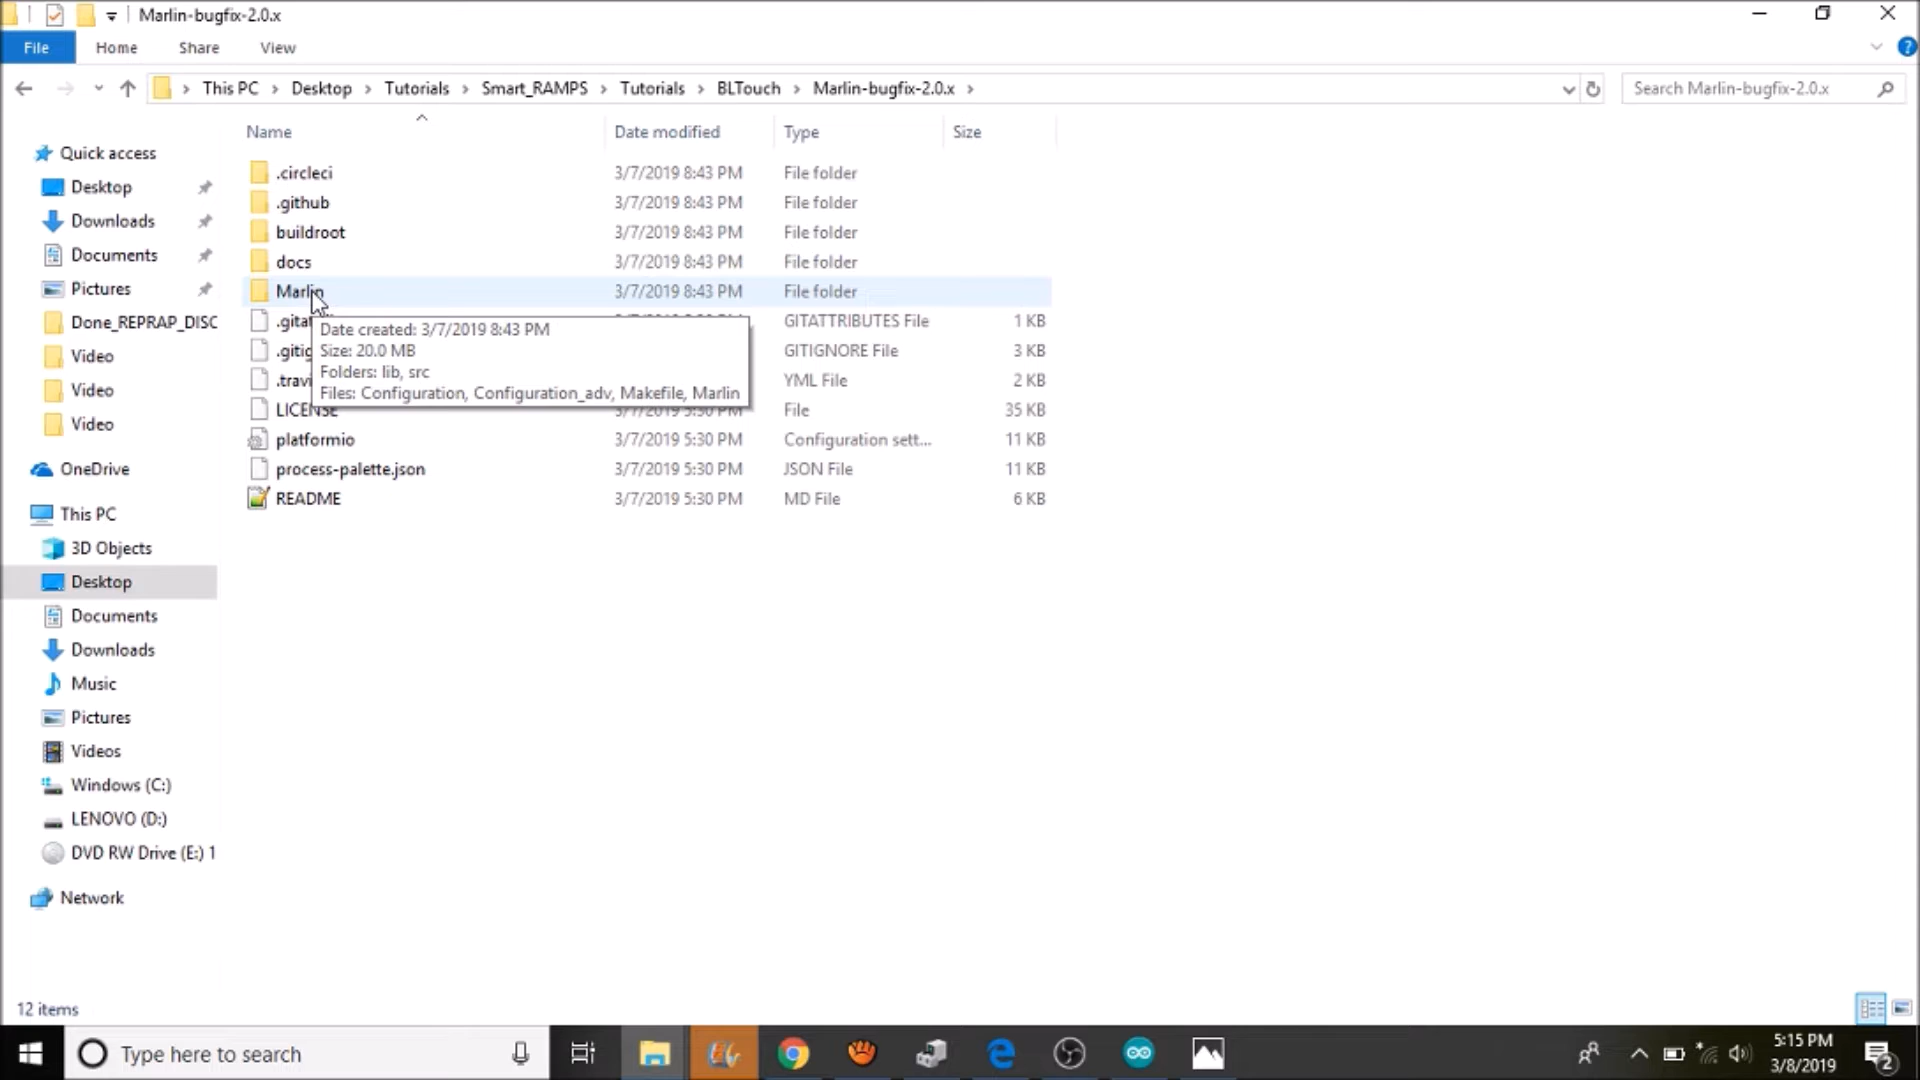 Marlin-bugfix-2.0.x
File Home Share View
This PC Desktop Tutorials Smart_RAMPS Tutorials BLTouch Marlin-bugfix-2.0.x Search Marlin-bugfix-2.0.x
Name Date modified Type Size
Quick access
Desktop
Downloads
Documents
Pictures
Done_REPRAP_DISC
Video
Video
Video
OneDrive
This PC
3D Objects
Desktop
Documents
Downloads
Music
Pictures
Videos
Windows (C:)
LENOVO (D:)
DVD RW Drive (E:) 1
Network
.circleci 3/7/2019 8:43 PM File folder
.github 3/7/2019 8:43 PM File folder
buildroot 3/7/2019 8:43 PM File folder
docs 3/7/2019 8:43 PM File folder
Marlin 3/7/2019 8:43 PM File folder
GITATTRIBUTES File 1 KB
GITIGNORE File 3 KB
YML File 2 KB
LICENSE 3/7/2019 5:30 PM File 35 KB
platformio 3/7/2019 5:30 PM Configuration sett... 11 KB
process-palette.json 3/7/2019 5:30 PM JSON File 11 KB
README 3/7/2019 5:30 PM MD File 6 KB
Date created: 3/7/2019 8:43 PM
Size: 20.0 MB
Folders: lib, src
Files: Configuration, Configuration_adv, Makefile, Marlin
12 items
Type here to search
5:15 PM
3/8/2019
2